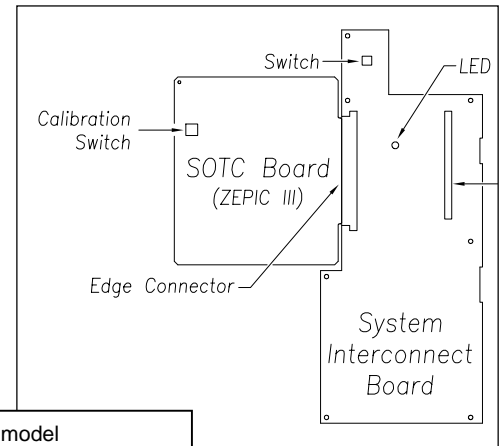 Switch
LED
Calibration
Switch
SOTC Board
(ZEPIC III)
Edge Connector
System
Interconnect
Board
model